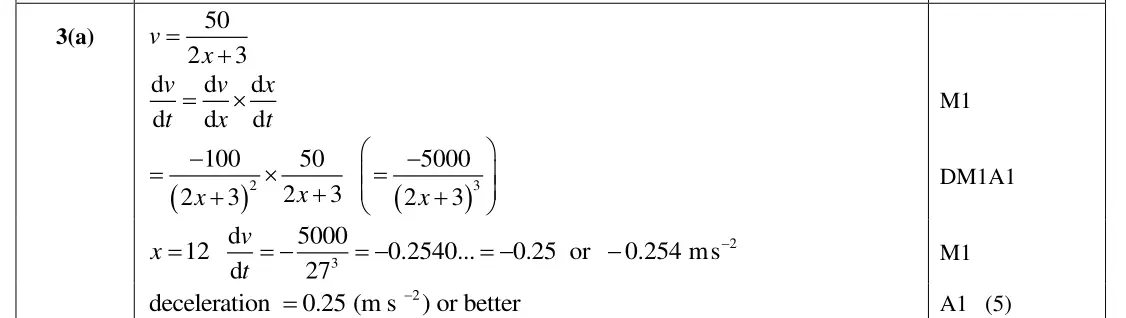 3(a) v = 50/(2x + 3)
dv/dt = dv/dx × dx/dt M1
= −100/(2x + 3)² × 50/(2x + 3) (= −5000/(2x + 3)³) DM1A1
x = 12 dv/dt = − 5000/27³ = −0.2540... = −0.25 or − 0.254 m s⁻² M1
deceleration = 0.25 (m s ⁻²) or better A1 (5)